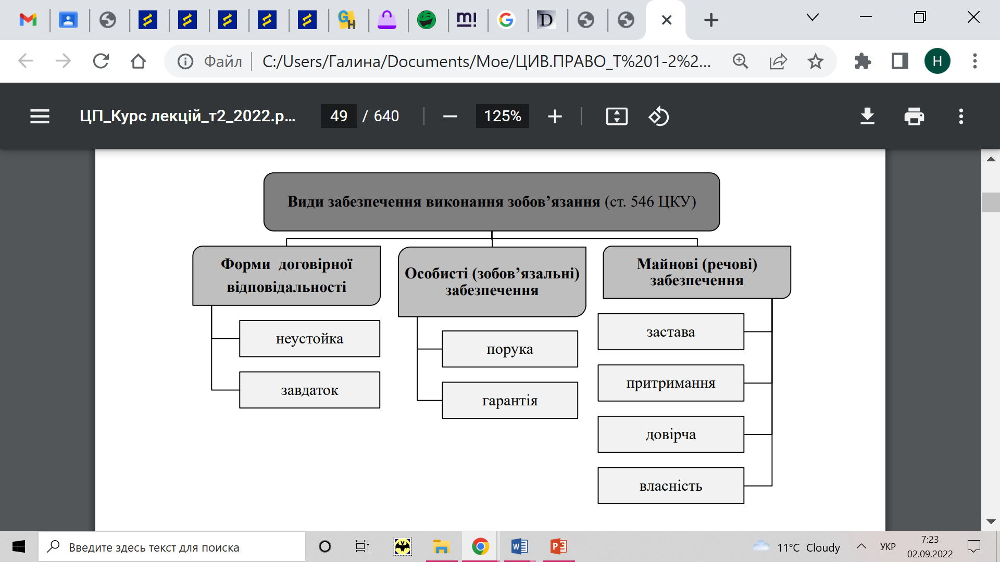 Файл
C:/Users/Галина/Documents/Мое/ЦИВ.ПРАВО_Т%201-2%2...
H
ЦП_Курс лекцій_т2_2022.p...
49 / 640
125%
Види забезпечення виконання зобов’язання (ст. 546 ЦКУ)
Форми договірної
відповідальності
неустойка
завдаток
Особисті (зобов’язальні)
забезпечення
порука
гарантія
Майнові (речові)
забезпечення
застава
притримання
довірча
власність
Введите здесь текст для поиска
11°C Cloudy
УКР
7:23
02.09.2022